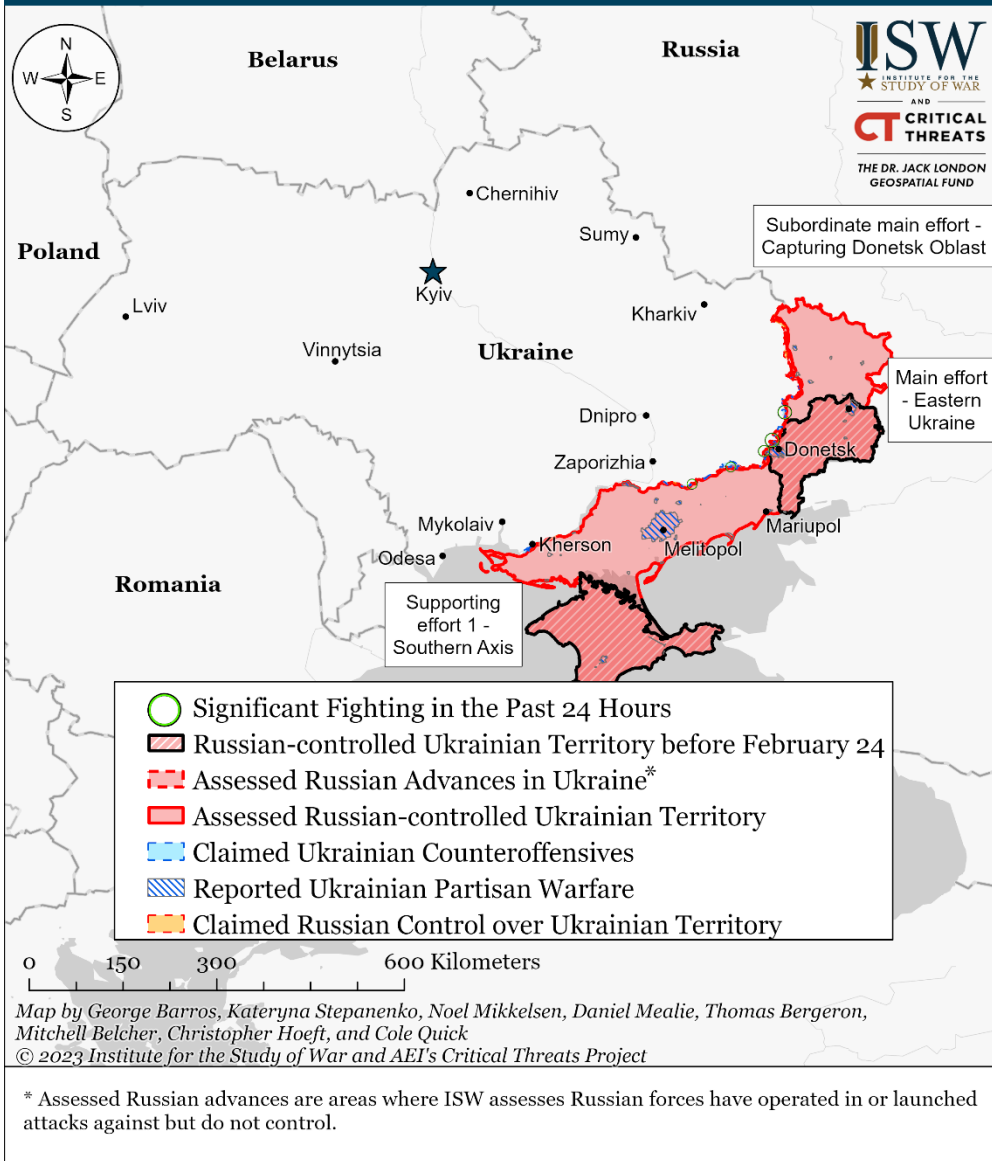 N
W E
S
Belarus
Russia
ISW
INSTITUTE FOR THE
STUDY OF WAR
AND
CT CRITICAL
THREATS
THE DR. JACK LONDON
GEOSPATIAL FUND
Chernihiv
Sumy
Subordinate main effort -
Capturing Donetsk Oblast
Poland
Kyiv
Lviv
Kharkiv
Vinnytsia
Ukraine
Main effort
- Eastern
Ukraine
Dnipro
Donetsk
Zaporizhia
Mariupol
Mykolaiv
Kherson
Melitopol
Odesa
Romania
Supporting
effort 1 -
Southern Axis
Significant Fighting in the Past 24 Hours
Russian-controlled Ukrainian Territory before February 24
Assessed Russian Advances in Ukraine*
Assessed Russian-controlled Ukrainian Territory
Claimed Ukrainian Counteroffensives
Reported Ukrainian Partisan Warfare
Claimed Russian Control over Ukrainian Territory
0 150 300 600 Kilometers
Map by George Barros, Kateryna Stepanenko, Noel Mikkelsen, Daniel Mealie, Thomas Bergeron,
Mitchell Belcher, Christopher Hoeft, and Cole Quick
© 2023 Institute for the Study of War and AEI's Critical Threats Project
* Assessed Russian advances are areas where ISW assesses Russian forces have operated in or launched
attacks against but do not control.